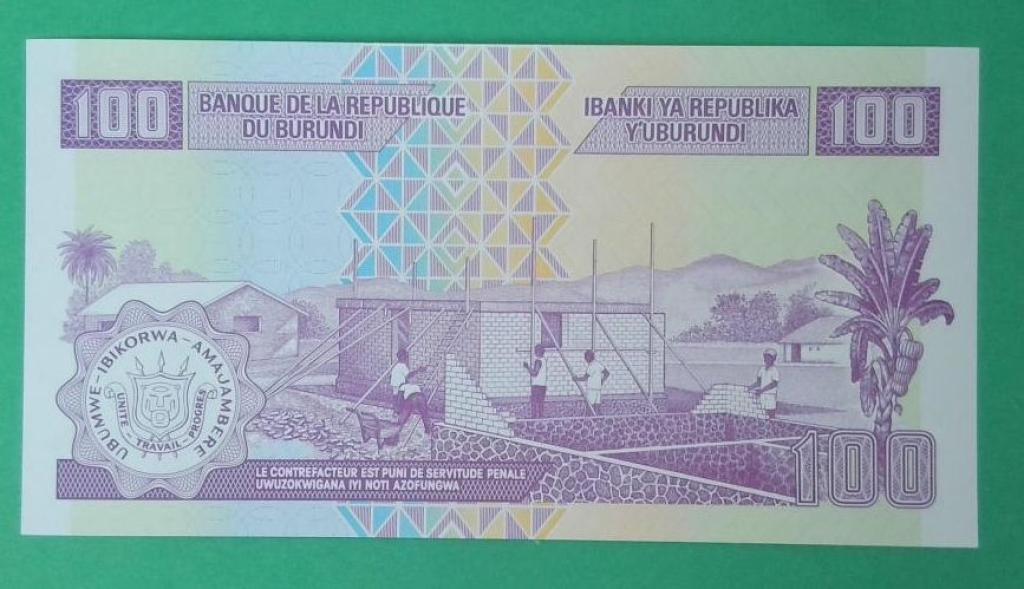 100
BANQUE DE LA REPUBLIQUE
DU BURUNDI
IBANKI YA REPUBLIKA
Y'UBURUNDI
100
UBUMWE-IBIKORWA-AMAJAMBERE
UNITE - TRAVAIL - PROGRES
LE CONTREFACTEUR EST PUNI DE SERVITUDE PENALE
UWUZOKWIGANA IYI NOTI AZOFUNGWA
100